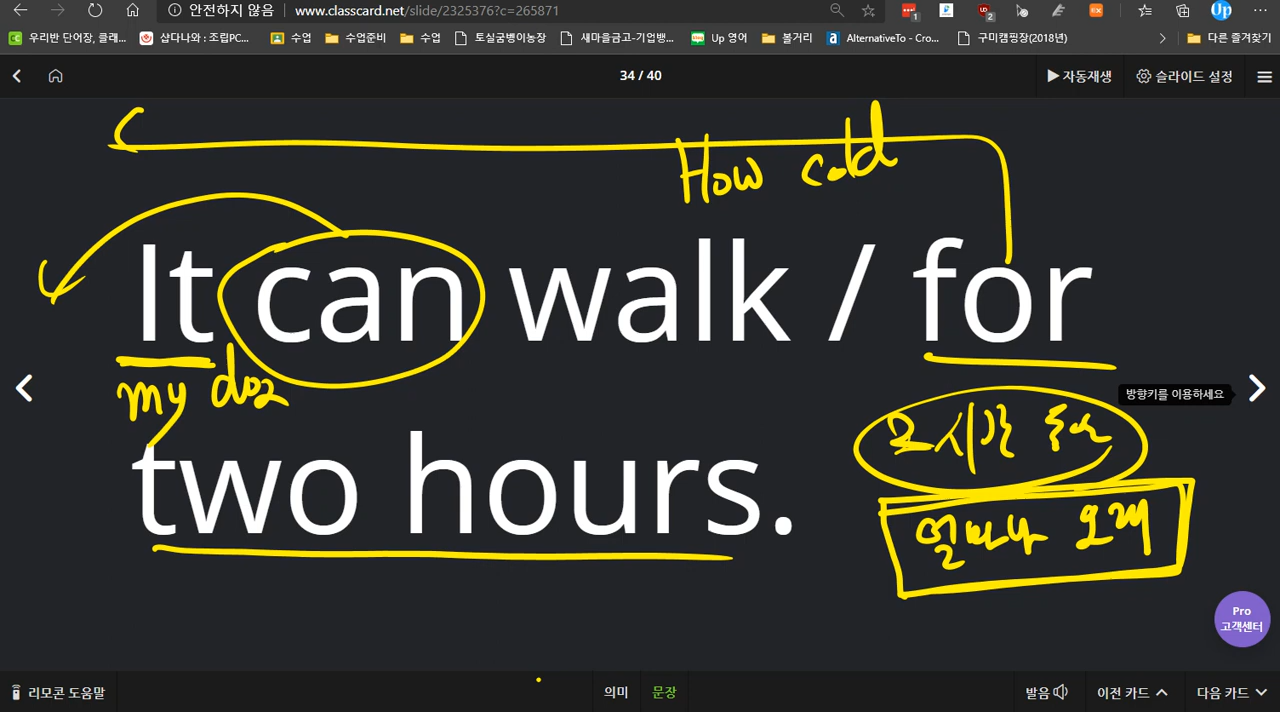 안전하지 않음 www.classcard.net/slide/2325376?c=265871
우리반 단어장, 클래... 삽다나와 : 조립PC... 수업 수업준비 수업 토실금뱅이농장 새마을금고-기업뱅... Up 영어 볼거리 AlternativeTo - Cro... 구미캠핑장(2018년) 다른 즐겨찾기
34 / 40 자동재생 슬라이드 설정
How cold
It can walk / for
my dog
방향키를 이용하세요
2시간 동안
two hours.
얼마나 오래
Pro
고객센터
리모콘 도움말 의미 문장 발음 이전 카드 다음 카드